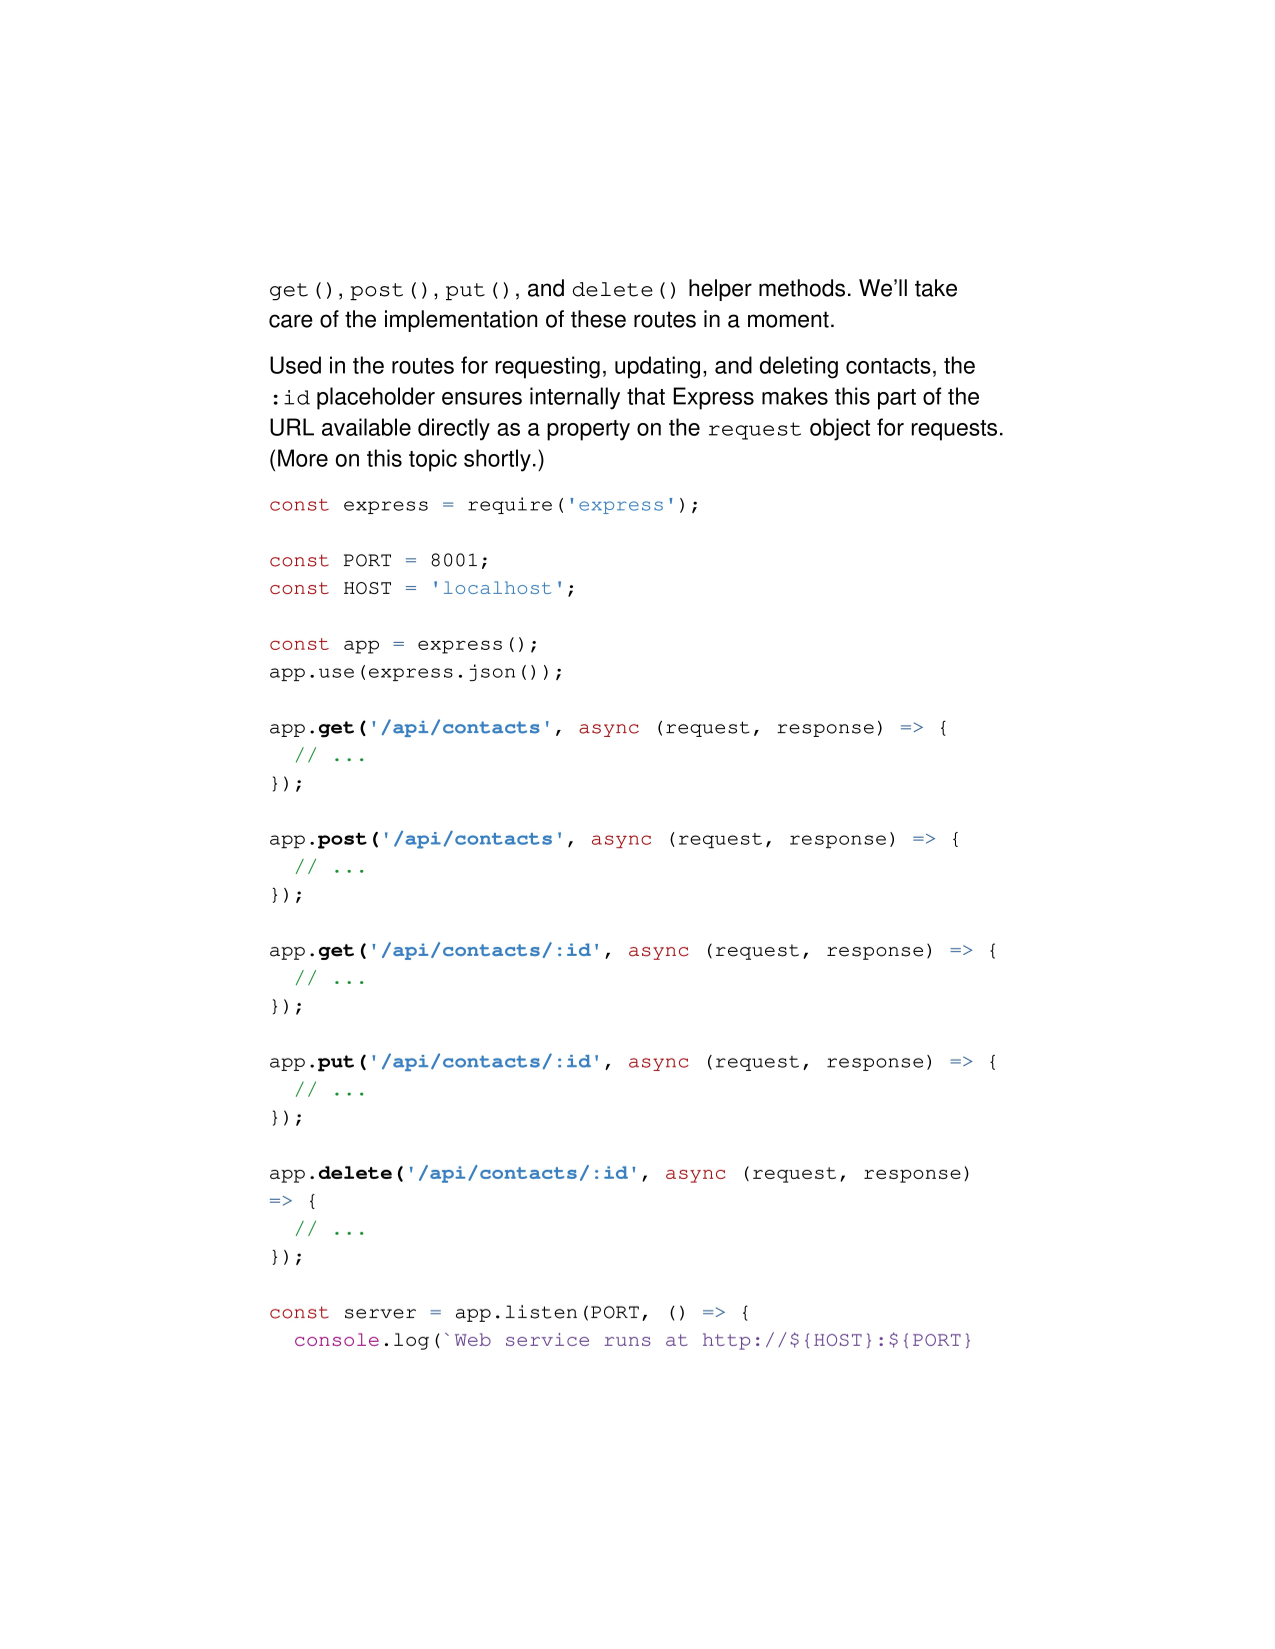 get(), post(), put(), and delete() helper methods. We’ll take
care of the implementation of these routes in a moment.
Used in the routes for requesting, updating, and deleting contacts, the
:id placeholder ensures internally that Express makes this part of the
URL available directly as a property on the request object for requests.
(More on this topic shortly.)
const express = require('express');
const PORT = 8001;
const HOST = 'localhost';
const app = express();
app.use(express.json());
app.get('/api/contacts', async (request, response) => {
  // ...
});
app.post('/api/contacts', async (request, response) => {
  // ...
});
app.get('/api/contacts/:id', async (request, response) => {
  // ...
});
app.put('/api/contacts/:id', async (request, response) => {
  // ...
});
app.delete('/api/contacts/:id', async (request, response)
=> {
  // ...
});
const server = app.listen(PORT, () => {
  console.log(`Web service runs at http://${HOST}:${PORT}